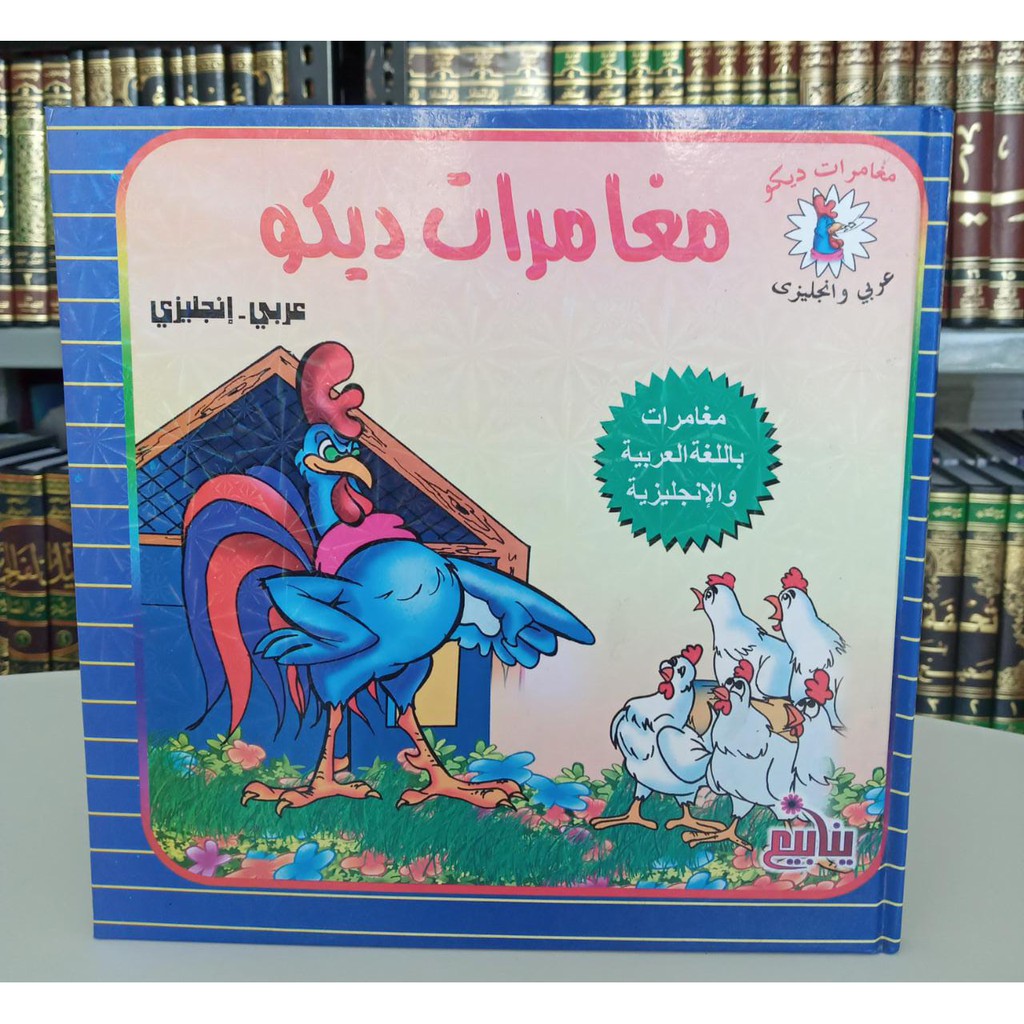 مغامرات ديكو
عربي وانجليزى
مغامرات ديكو
عربي - إنجليزي
مغامرات
باللغة العربية
والإنجليزية
ينابيع